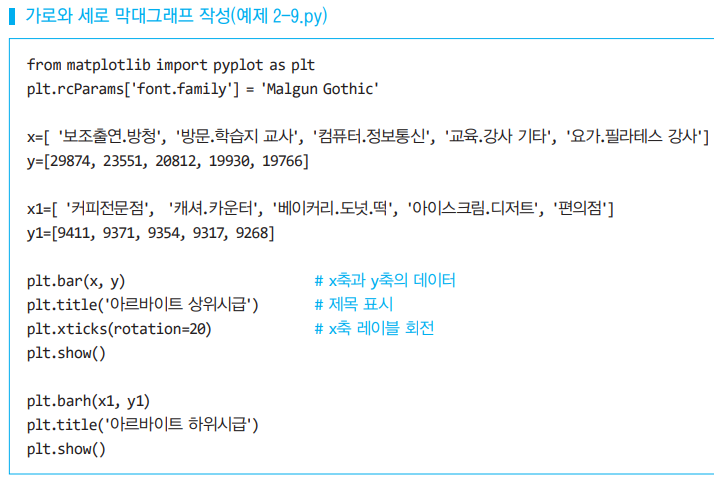 가로와 세로 막대그래프 작성(예제 2-9.py)
from matplotlib import pyplot as plt
plt.rcParams['font.family'] = 'Malgun Gothic'
x=[ '보조출연.방청', '방문.학습지 교사', '컴퓨터.정보통신', '교육.강사 기타', '요가.필라테스 강사']
y=[29874, 23551, 20812, 19930, 19766]
x1=[ '커피전문점', '캐셔.카운터', '베이커리.도넛.떡', '아이스크림.디저트', '편의점']
y1=[9411, 9371, 9354, 9317, 9268]
plt.bar(x, y) # x축과 y축의 데이터
plt.title('아르바이트 상위시급') # 제목 표시
plt.xticks(rotation=20) # x축 레이블 회전
plt.show()
plt.barh(x1, y1)
plt.title('아르바이트 하위시급')
plt.show()